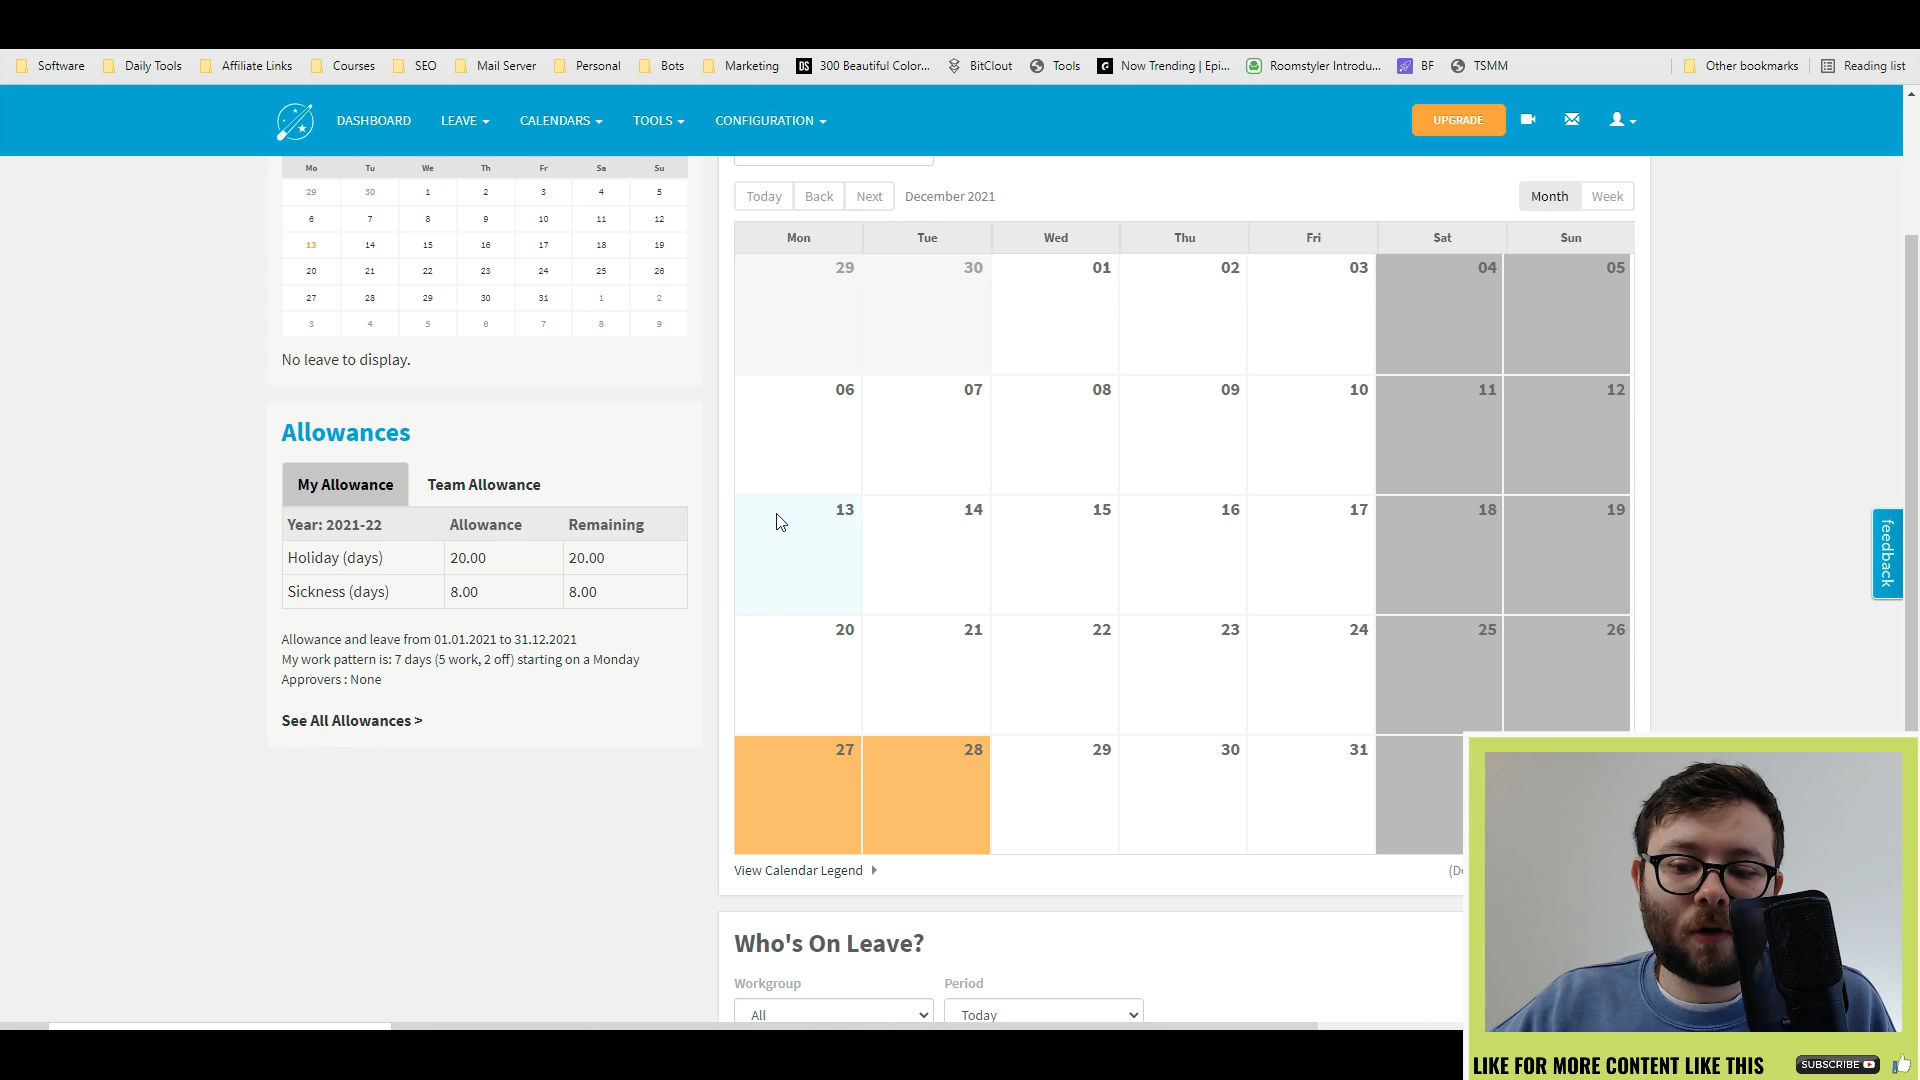 Software Daily Tools Affiliate Links Courses SEO Mail Server Personal Bots Marketing DS 300 Beautiful Color... BitClout Tools Now Trending | Epi... Roomstyler Introdu... BF TSMM Other bookmarks Reading list
DASHBOARD LEAVE CALENDARS TOOLS CONFIGURATION UPGRADE
Mo Tu We Th Fr Sa Su
29 30 1 2 3 4 5
6 7 8 9 10 11 12
13 14 15 16 17 18 19
20 21 22 23 24 25 26
27 28 29 30 31 1 2
3 4 5 6 7 8 9
No leave to display.
Allowances
My Allowance Team Allowance
Year: 2021-22 Allowance Remaining
Holiday (days) 20.00 20.00
Sickness (days) 8.00 8.00
Allowance and leave from 01.01.2021 to 31.12.2021
My work pattern is: 7 days (5 work, 2 off) starting on a Monday
Approvers : None
See All Allowances >
Today Back Next December 2021 Month Week
Mon Tue Wed Thu Fri Sat Sun
29 30 01 02 03 04 05
06 07 08 09 10 11 12
13 14 15 16 17 18 19
20 21 22 23 24 25 26
27 28 29 30 31
View Calendar Legend
Who's On Leave?
Workgroup Period
All Today
feedback
LIKE FOR MORE CONTENT LIKE THIS SUBSCRIBE